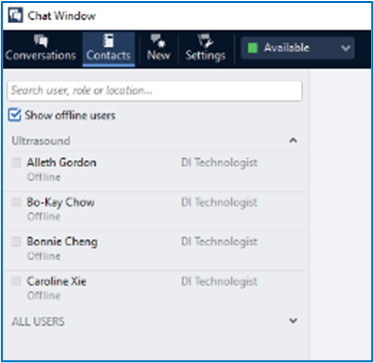 Chat Window
Conversations Contacts New Settings Available
Search user, role or location...
Show offline users
Ultrasound
Alleth Gordon DI Technologist
Offline
Bo-Kay Chow DI Technologist
Offline
Bonnie Cheng DI Technologist
Offline
Caroline Xie DI Technologist
Offline
ALL USERS